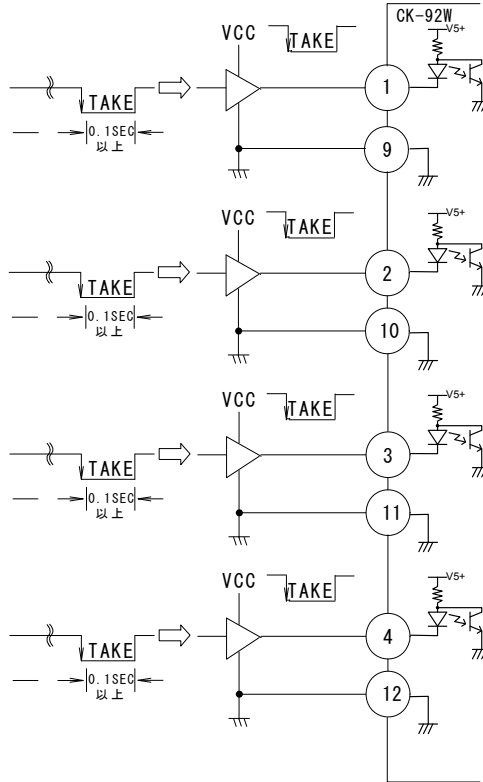 CK-92W
VCC
TAKE
V5+
TAKE
1
0.1SEC
以上
9
VCC
TAKE
V5+
TAKE
2
0.1SEC
以上
10
VCC
TAKE
V5+
TAKE
3
0.1SEC
以上
11
VCC
TAKE
V5+
TAKE
4
0.1SEC
以上
12